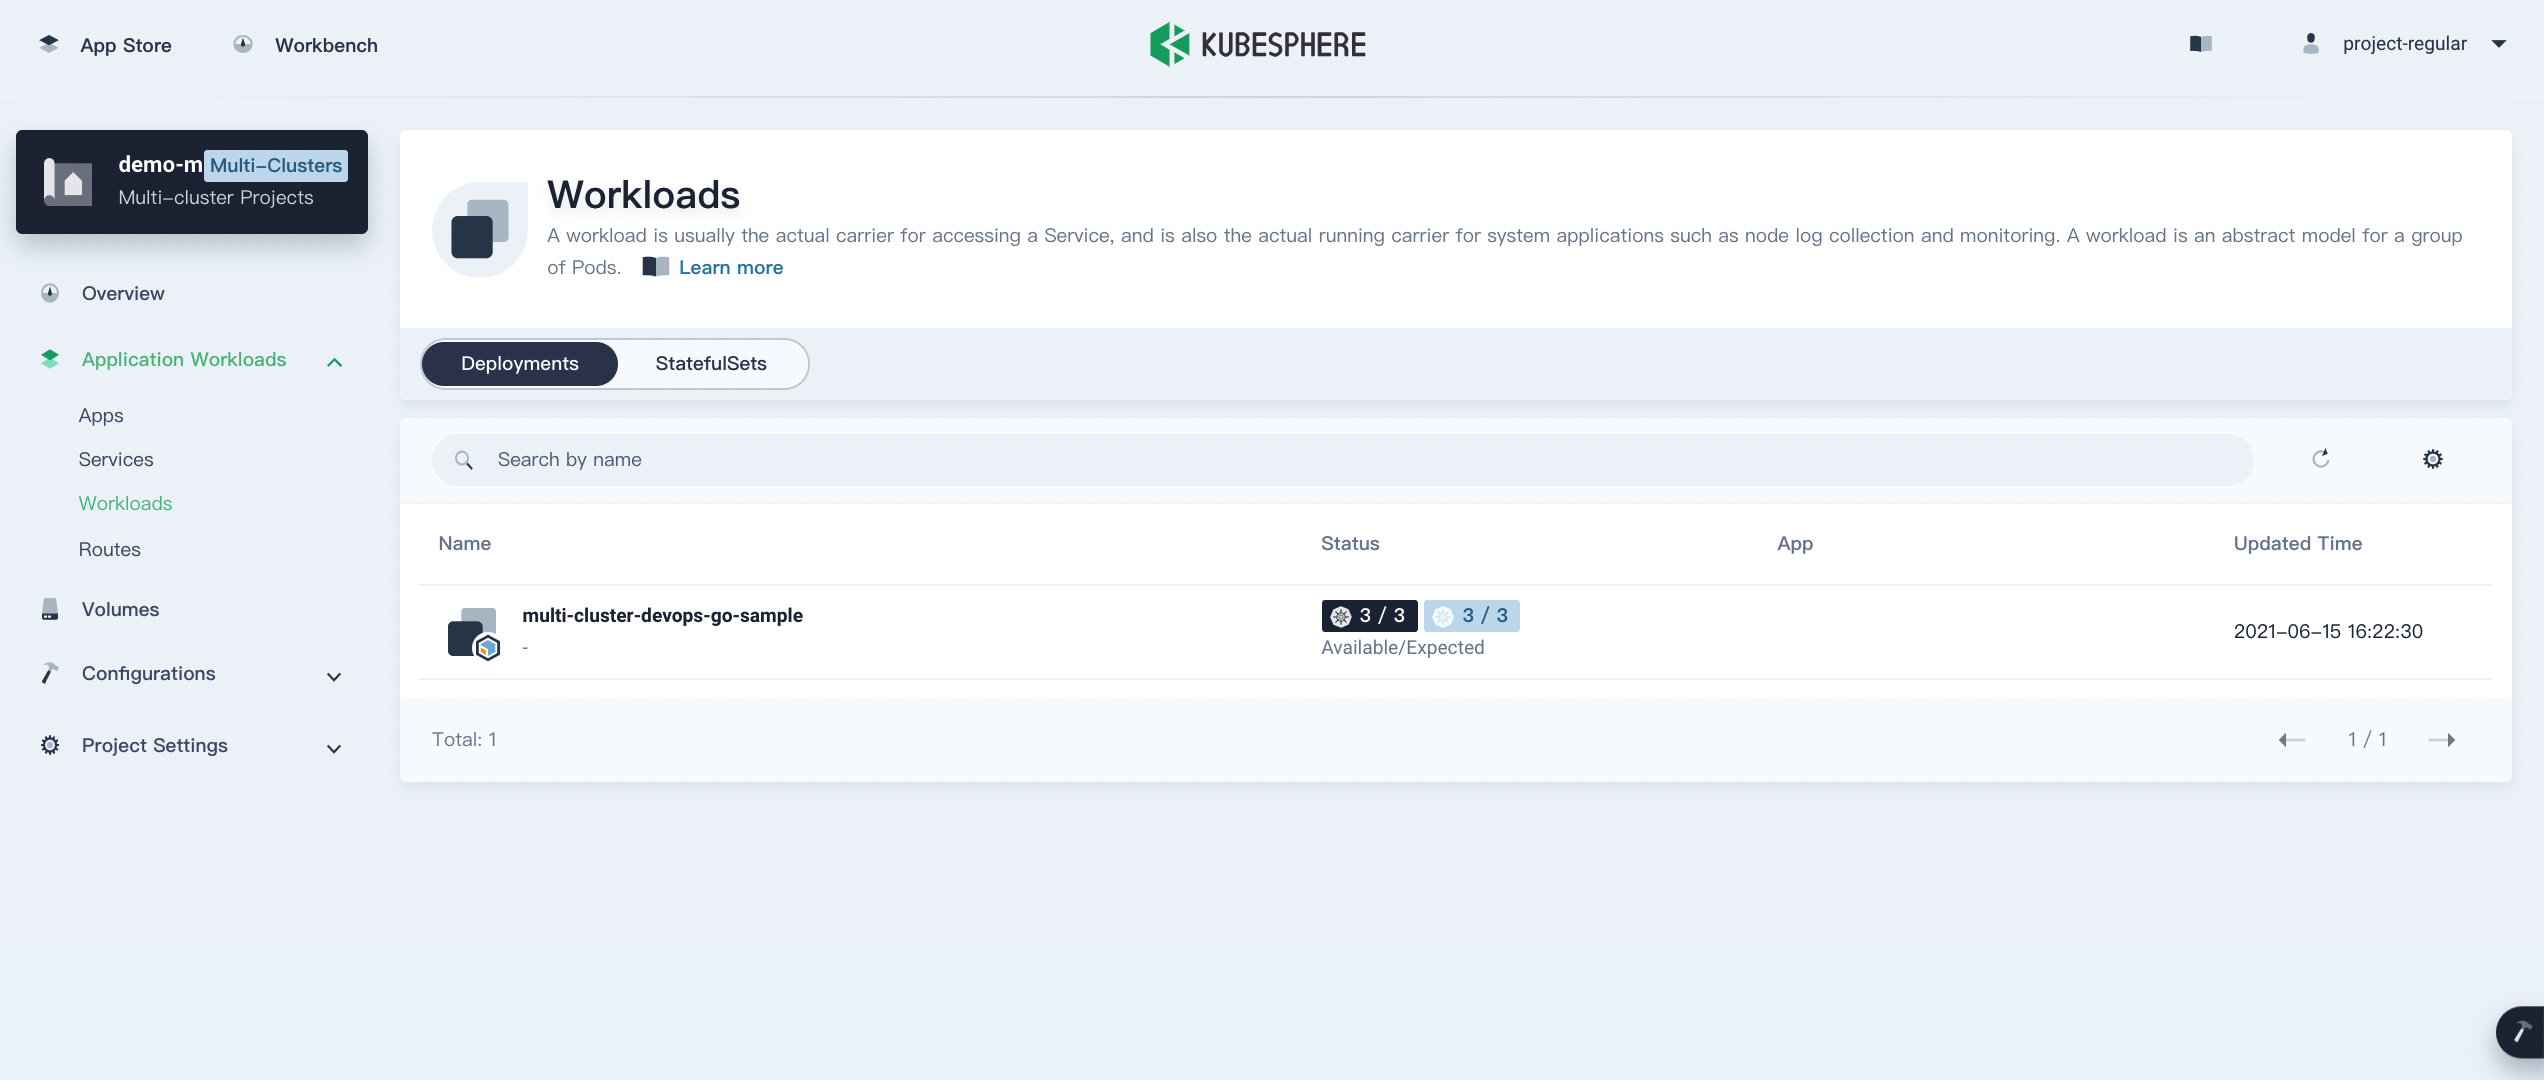 App Store
Workbench
KUBESPHERE
project-regular
demo-m
Multi-Clusters
Multi-cluster Projects
Overview
Application Workloads
Apps
Services
Workloads
Routes
Volumes
Configurations
Project Settings
Workloads
A workload is usually the actual carrier for accessing a Service, and is also the actual running carrier for system applications such as node log collection and monitoring. A workload is an abstract model for a group
of Pods. Learn more
Deployments
StatefulSets
Search by name
Name Status App Updated Time
multi-cluster-devops-go-sample
-
3 / 3 3 / 3
Available/Expected
2021-06-15 16:22:30
Total: 1
1 / 1